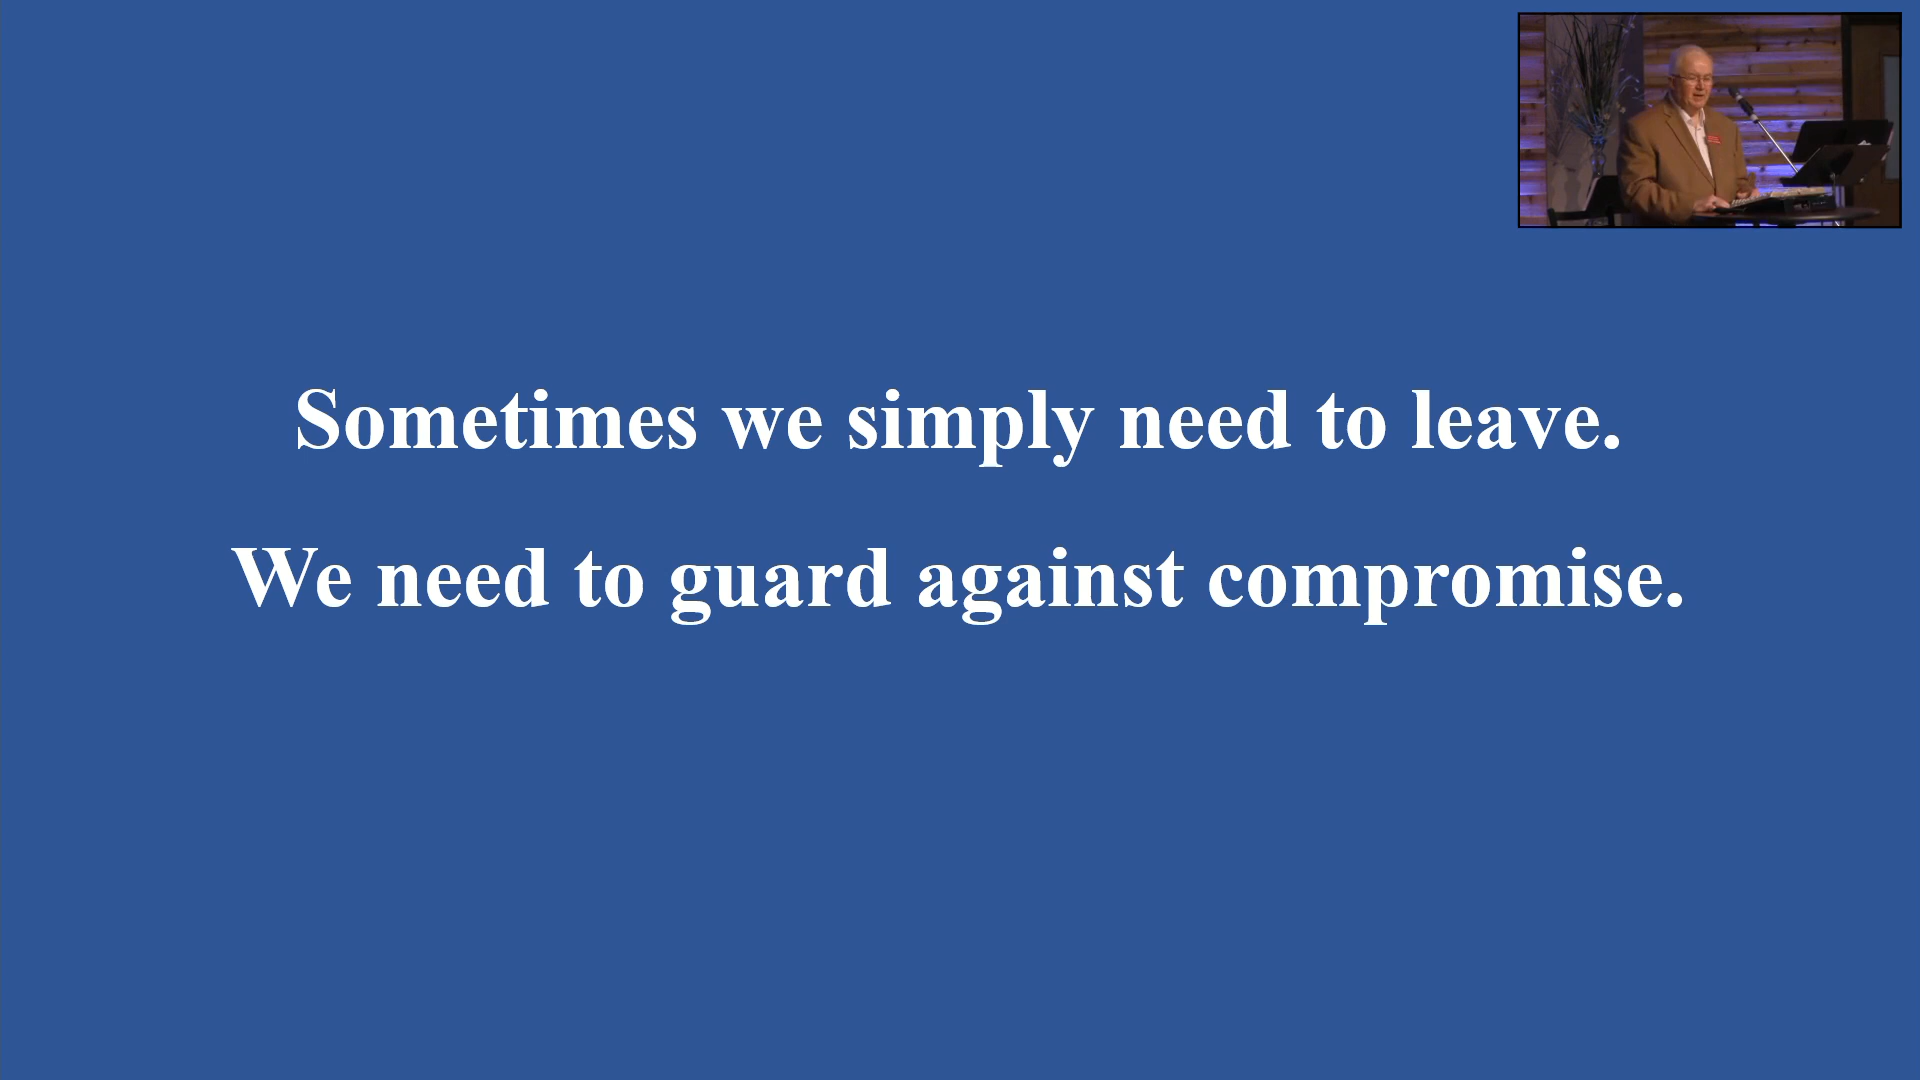 Sometimes we simply need to leave.
We need to guard against compromise.